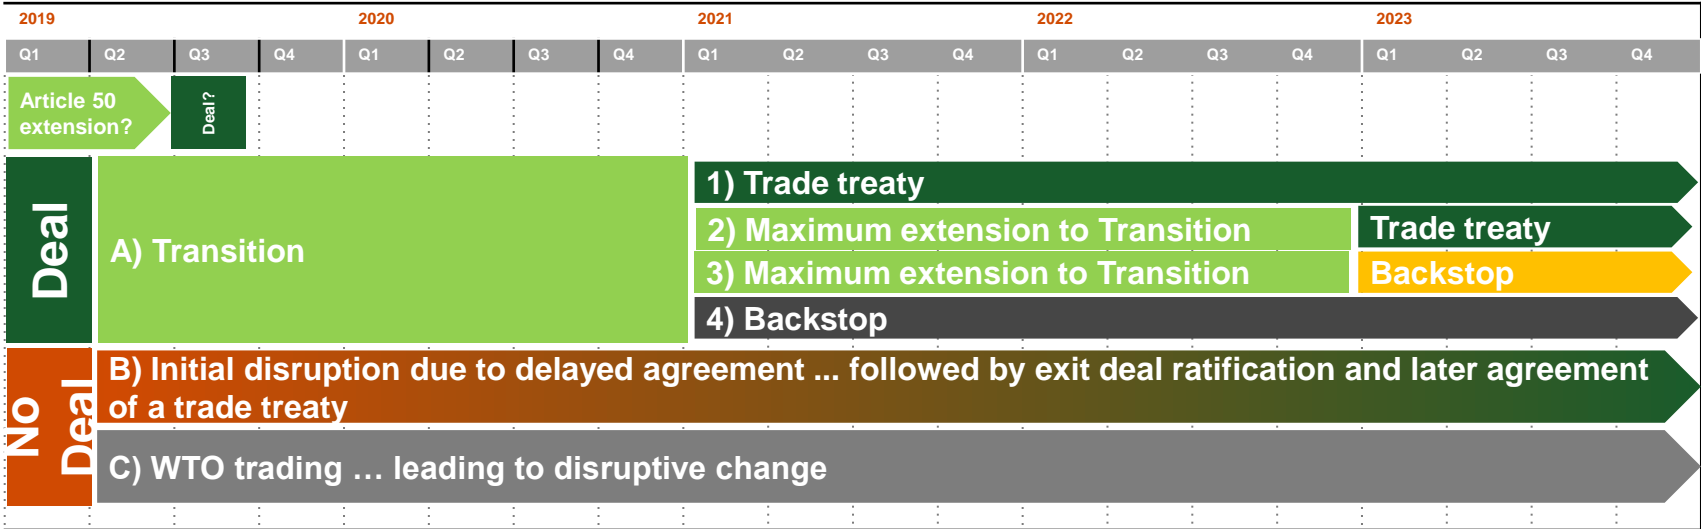 2019 2020 2021 2022 2023
Q1 Q2 Q3 Q4 Q1 Q2 Q3 Q4 Q1 Q2 Q3 Q4 Q1 Q2 Q3 Q4 Q1 Q2 Q3 Q4
Article 50
extension?
Deal?
Deal
A) Transition
1) Trade treaty
2) Maximum extension to Transition
Trade treaty
3) Maximum extension to Transition
Backstop
4) Backstop
No
Deal
B) Initial disruption due to delayed agreement ... followed by exit deal ratification and later agreement
of a trade treaty
C) WTO trading … leading to disruptive change